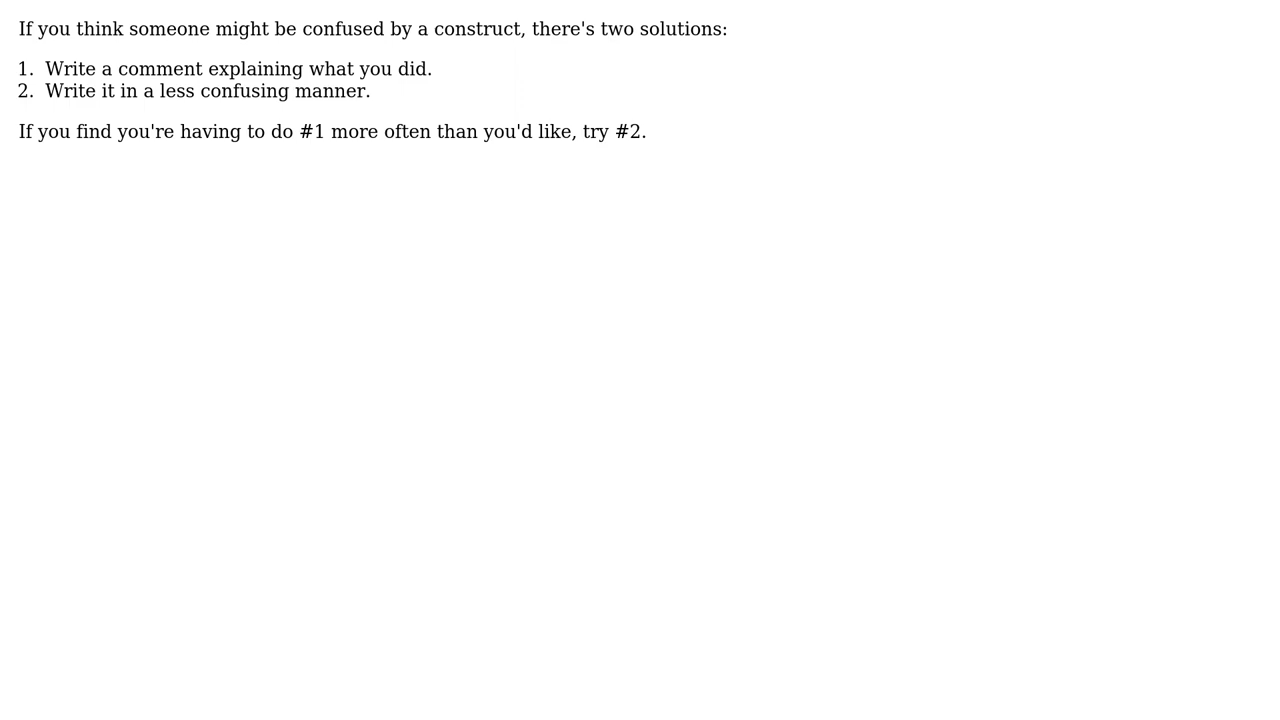 If you think someone might be confused by a construct, there's two solutions:
1. Write a comment explaining what you did.
2. Write it in a less confusing manner.
If you find you're having to do #1 more often than you'd like, try #2.